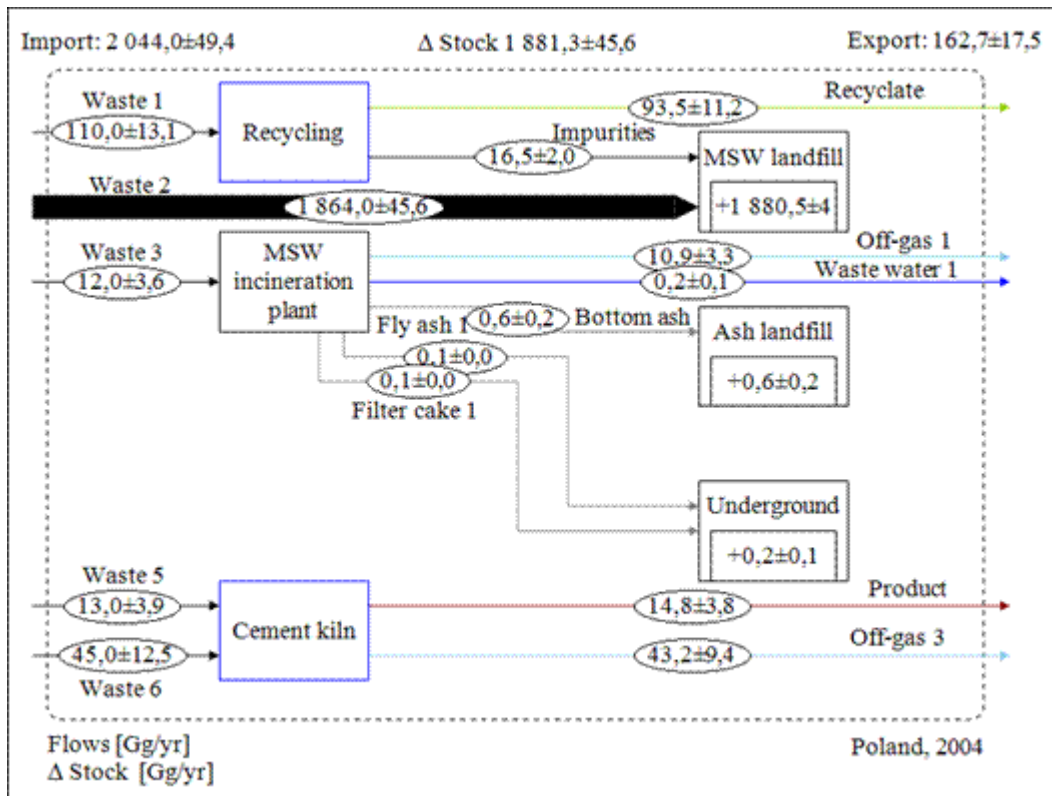 Import: 2 044,0±49,4
Δ Stock 1 881,3±45,6
Export: 162,7±17,5
Waste 1
110,0±13,1
Recycling
93,5±11,2
Recyclate
Impurities
16,5±2,0
MSW landfill
+1 880,5±4
Waste 2
1 864,0±45,6
Waste 3
12,0±3,6
MSW
incineration
plant
10,9±3,3
Off-gas 1
0,2±0,1
Waste water 1
0,6±0,2
Bottom ash
Ash landfill
+0,6±0,2
Fly ash 1
0,1±0,0
0,1±0,0
Filter cake 1
Underground
+0,2±0,1
Waste 5
13,0±3,9
Cement kiln
14,8±3,8
Product
45,0±12,5
Waste 6
43,2±9,4
Off-gas 3
Flows [Gg/yr]
Δ Stock [Gg/yr]
Poland, 2004